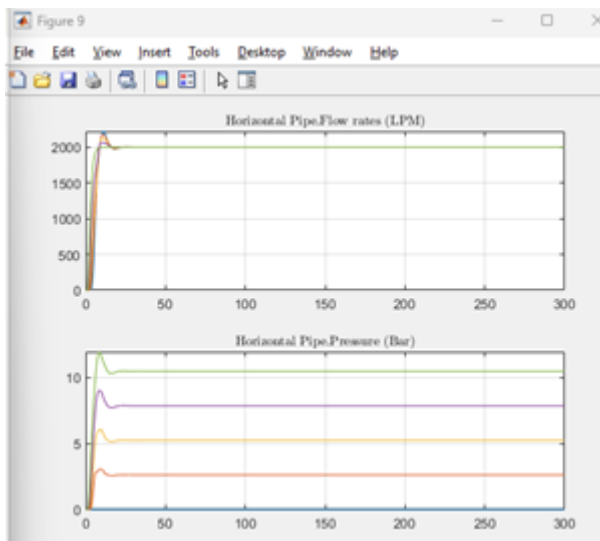 Figure 9
File Edit View Insert Tools Desktop Window Help
Horizontal Pipe.Flow rates (LPM)
2000
1500
1000
500
0
0 50 100 150 200 250 300
Horizontal Pipe.Pressure (Bar)
10
5
0
0 50 100 150 200 250 300